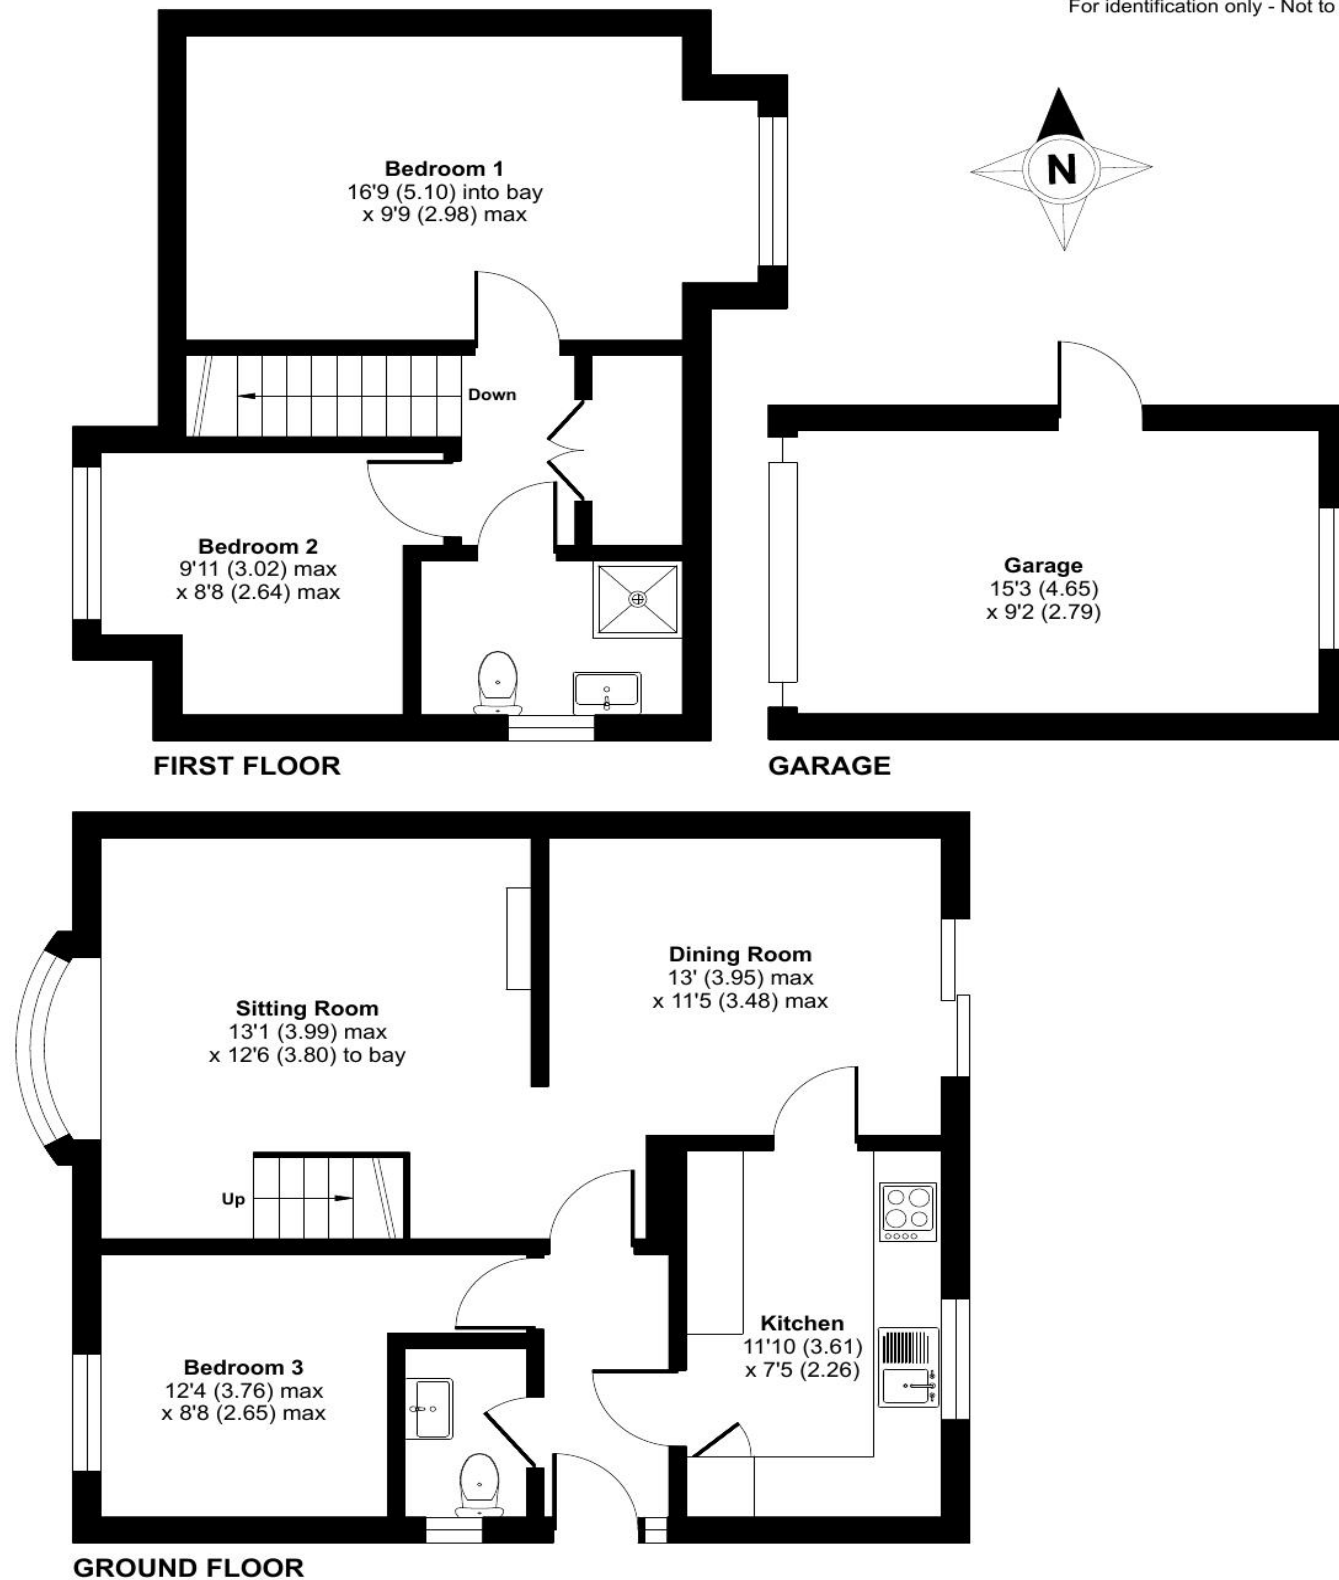 For identification only - Not to
Bedroom 1
16'9 (5.10) into bay
x 9'9 (2.98) max
N
Down
Bedroom 2
9'11 (3.02) max
x 8'8 (2.64) max
Garage
15'3 (4.65)
x 9'2 (2.79)
FIRST FLOOR
GARAGE
Dining Room
13' (3.95) max
x 11'5 (3.48) max
Sitting Room
13'1 (3.99) max
x 12'6 (3.80) to bay
Up
Kitchen
11'10 (3.61)
x 7'5 (2.26)
Bedroom 3
12'4 (3.76) max
x 8'8 (2.65) max
GROUND FLOOR